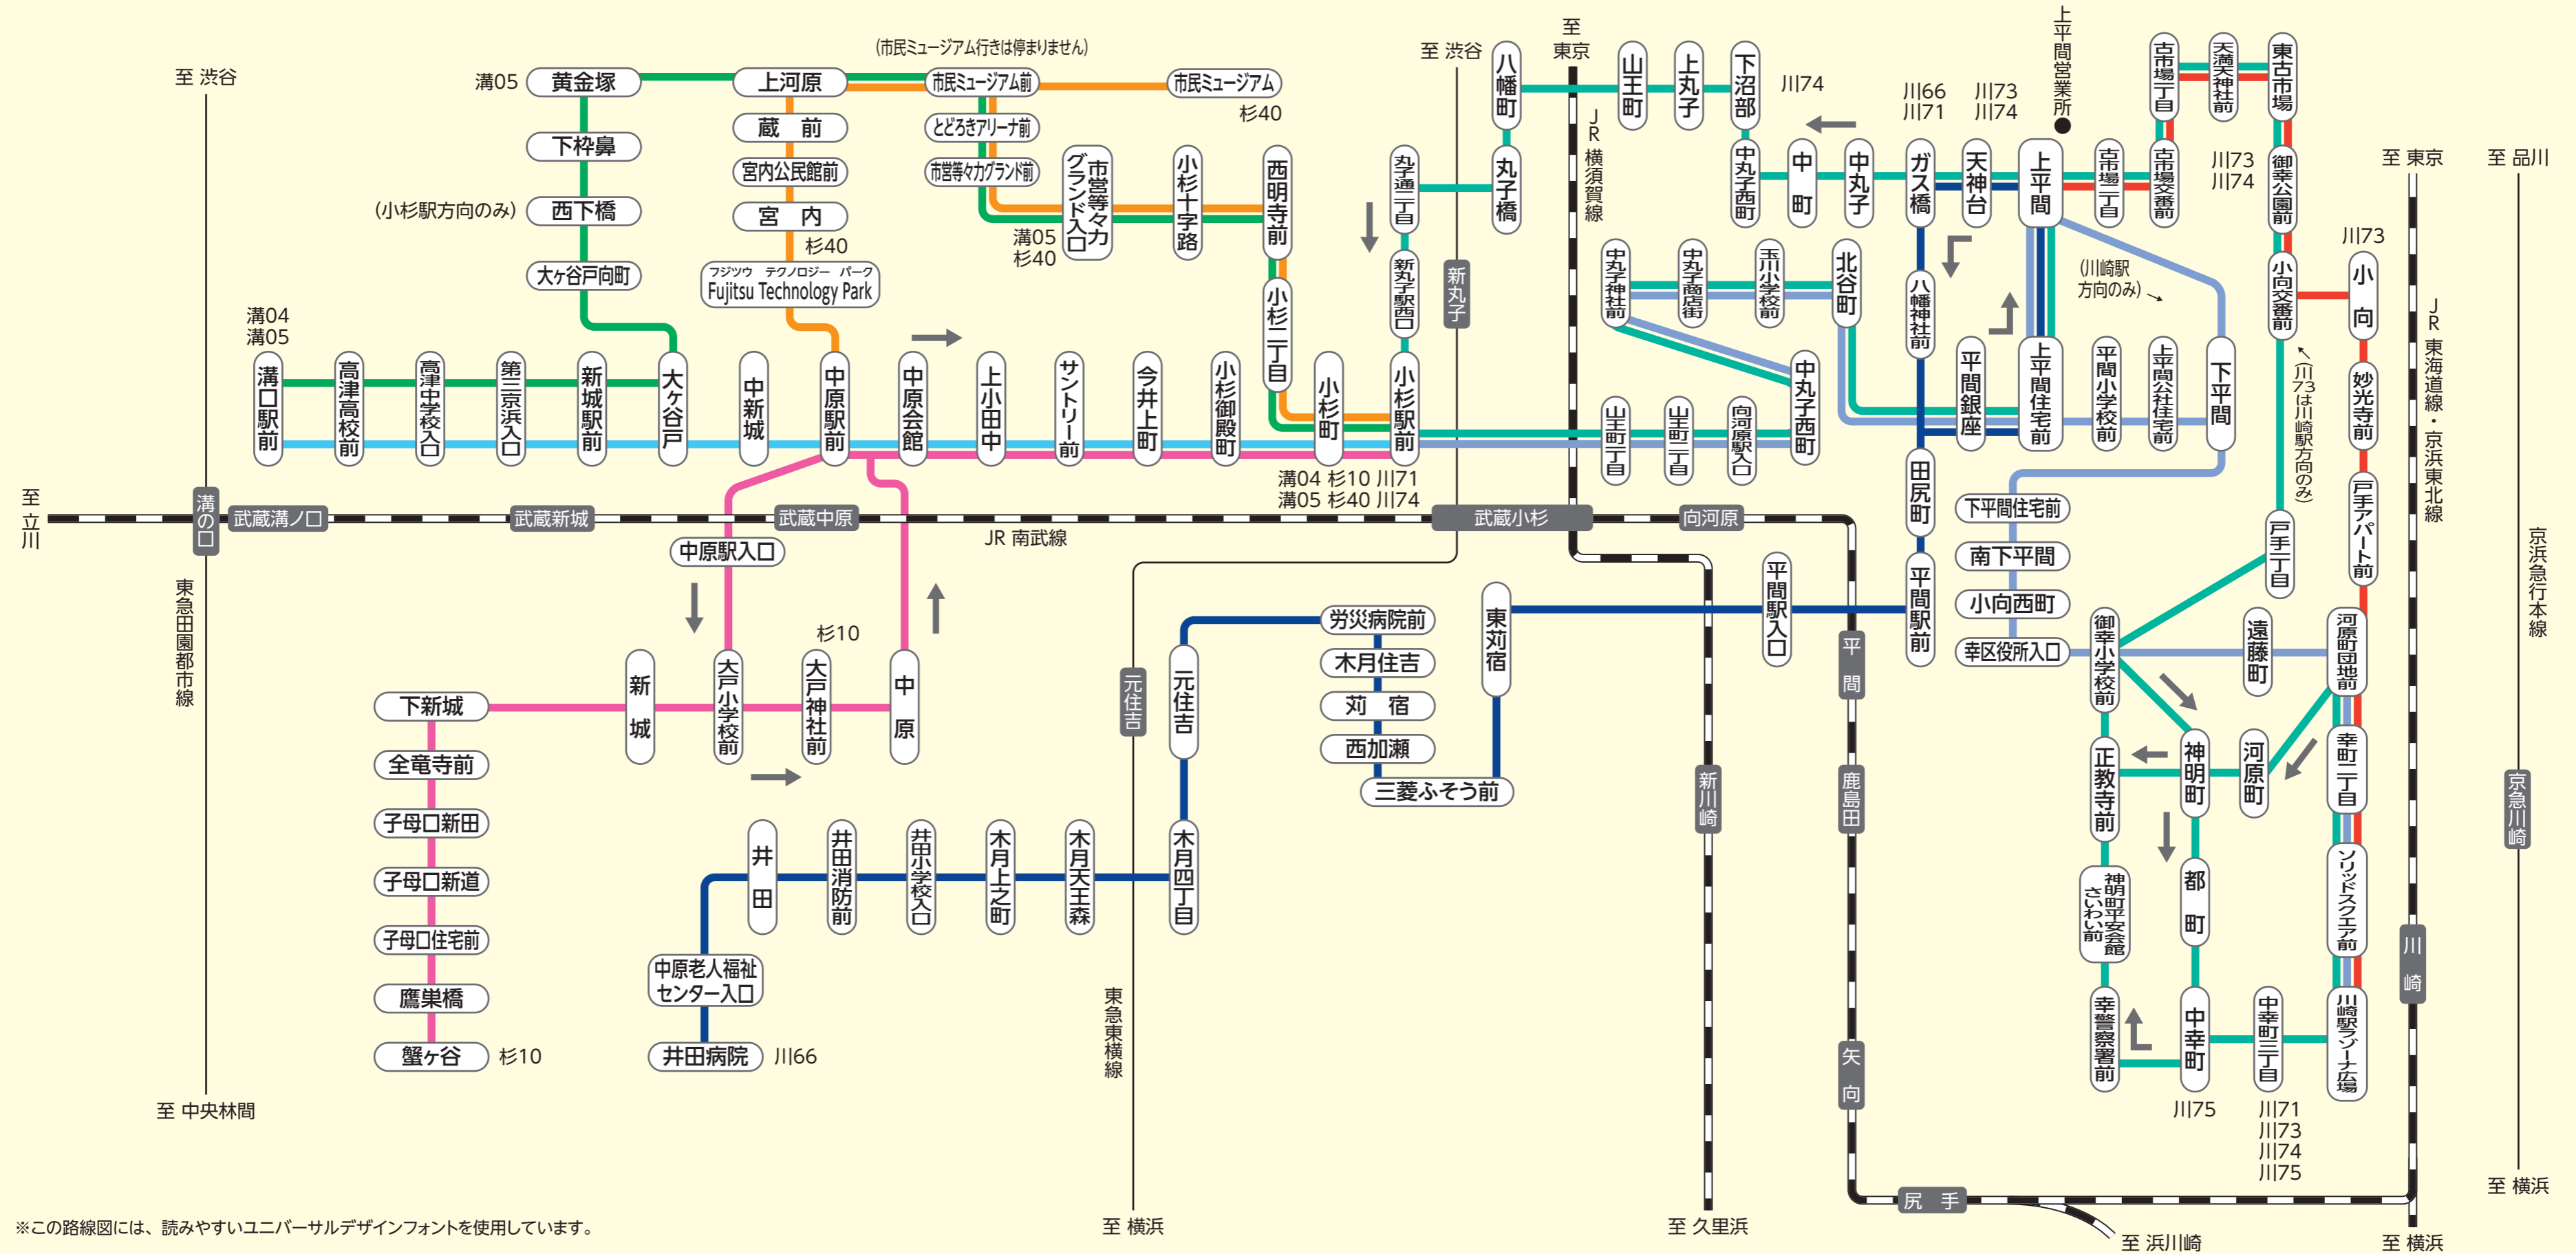 (市民ミュージアム行きは停まりません)
至 渋谷
溝05
黄金塚
上河原
市民ミュージアム前
市民ミュージアム
杉40
下枠鼻
蔵 前
とどろきアリーナ前
宮内公民館前
市営等々力グランド前
(小杉駅方向のみ)
西下橋
宮 内
杉40
大ヶ谷戸向町
フジツウ テクノロジー パーク
Fujitsu Technology Park
市営等々力
グランド入口
小杉十字路
西明寺前
溝05
杉40
小杉二丁目
溝04
溝05
溝口駅前
高津高校前
高津中学校入口
第三京浜入口
新城駅前
大ヶ谷戸
中新城
中原駅前
中原会館
上小田中
サントリー前
今井上町
小杉御殿町
小杉町
小杉駅前
溝04 杉10 川71
溝05 杉40 川74
至 渋谷
新丸子
丸子通一丁目
新丸子駅西口
八幡町
丸子橋
至
東京
JR 横須賀線
山王町
上丸子
下沼部
川74
中丸子西町
中 町
中丸子
川66
川71
ガス橋
川73
川74
天神台
上平間営業所
上平間
古市場二丁目
古市場交番前
古市場一丁目
天満天神社前
東古市場
川73
川74
御幸公園前
小向交番前
川73
小 向
妙光寺前
戸手アパート前
(川73は川崎駅方向のみ)
戸手一丁目
至 東京
JR 東海道線・京浜東北線
至 品川
京浜急行本線
京急川崎
至 横浜
中丸子神社前
中丸子商店街
玉川小学校前
北谷町
八幡神社前
(川崎駅
方向のみ)
山王町一丁目
山王町二丁目
向河原駅入口
中丸子西町
平間銀座
上平間住宅前
平間小学校前
上平間公社住宅前
下平間
田尻町
平間駅前
下平間住宅前
南下平間
小向西町
幸区役所入口
御幸小学校前
遠藤町
河原町団地前
至 立川
溝の口
武蔵溝ノ口
武蔵新城
武蔵中原
JR 南武線
武蔵小杉
向河原
東急田園都市線
至 中央林間
中原駅入口
杉10
新 城
大戸小学校前
大戸神社前
中 原
下新城
全竜寺前
子母口新田
子母口新道
子母口住宅前
鷹巣橋
蟹ヶ谷
杉10
元住吉
元住吉
労災病院前
木月住吉
苅 宿
西加瀬
三菱ふそう前
東苅宿
平間駅入口
平 間
新川崎
鹿島田
矢 向
井 田
井田消防前
井田小学校入口
木月上之町
木月天王森
木月四丁目
中原老人福祉
センター入口
井田病院
川66
東急東横線
至 横浜
至 久里浜
正教寺前
神明町
河原町
幸町二丁目
神明町平安会館
さいわい前
都 町
ソリッドスクエア前
幸警察署前
中幸町
中幸町三丁目
川崎駅ラゾーナ広場
川 崎
川75
川71
川73
川74
川75
尻 手
至 浜川崎
至 横浜
※この路線図には、読みやすいユニバーサルデザインフォントを使用しています。